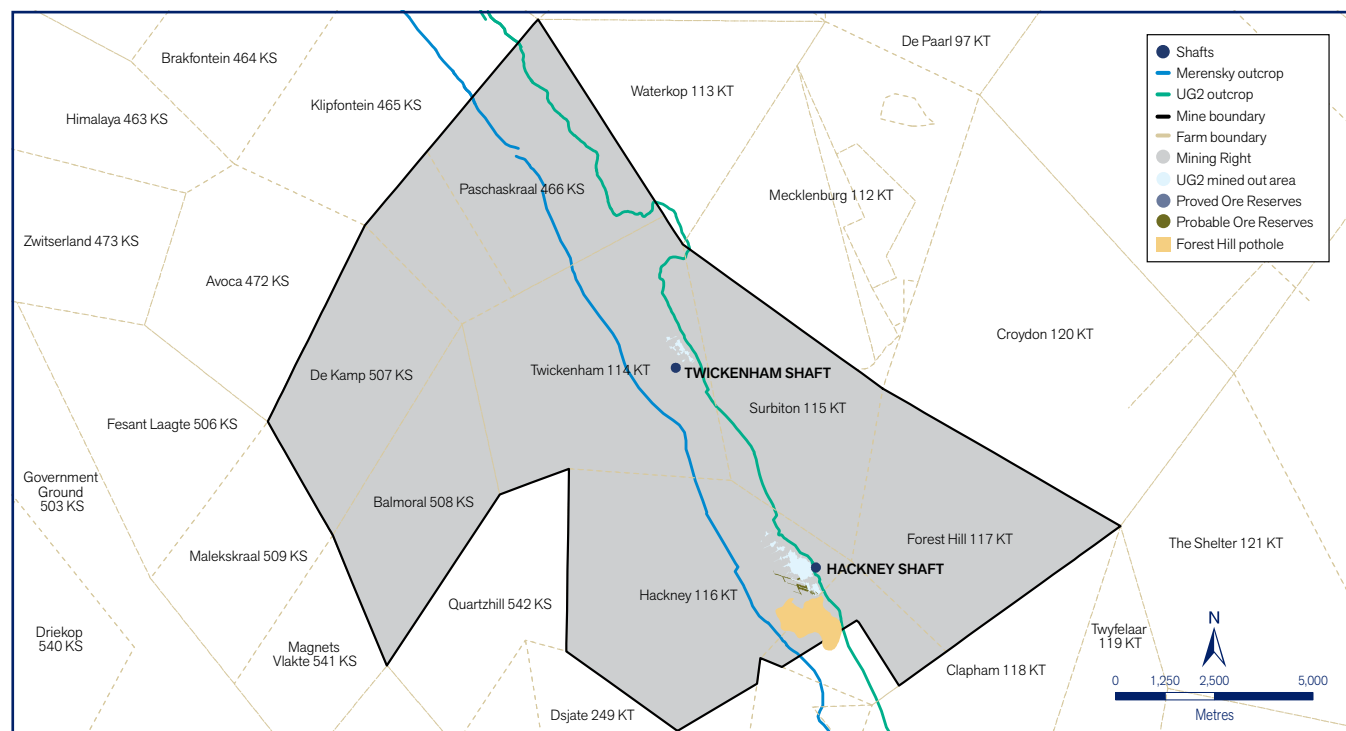 De Paarl 97 KT
Brakfontein 464 KS
Waterkop 113 KT
Klipfontein 465 KS
Himalaya 463 KS
Shafts
Merensky outcrop
UG2 outcrop
Mine boundary
Farm boundary
Mining Right
UG2 mined out area
Proved Ore Reserves
Probable Ore Reserves
Forest Hill pothole
Paschaskraal 466 KS
Mecklenburg 112 KT
Zwitserland 473 KS
Avoca 472 KS
Croydon 120 KT
De Kamp 507 KS
Twickenham 114 KT
TWICKENHAM SHAFT
Surbiton 115 KT
Fesant Laagte 506 KS
Government
Ground
503 KS
Balmoral 508 KS
Malekskraal 509 KS
Forest Hill 117 KT
The Shelter 121 KT
HACKNEY SHAFT
Quartzhill 542 KS
Hackney 116 KT
Driekop
540 KS
Magnets
Vlakte 541 KS
Twyfelaar
119 KT
Clapham 118 KT
Dsjate 249 KT
N
0 1,250 2,500 5,000
Metres